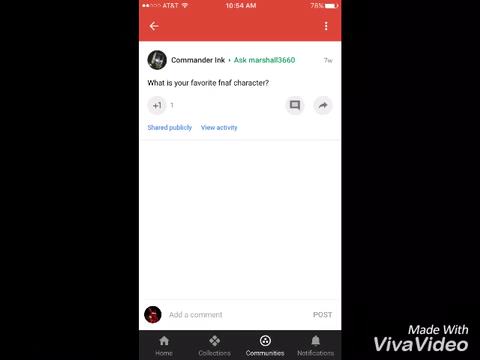 AT&T 10:54 AM 78%
Commander Ink ▸ Ask marshall3660 7w
What is your favorite fnaf character?
+1 1
Shared publicly View activity
Add a comment POST
Home Collections Communities Notifications
Made With
VivaVideo